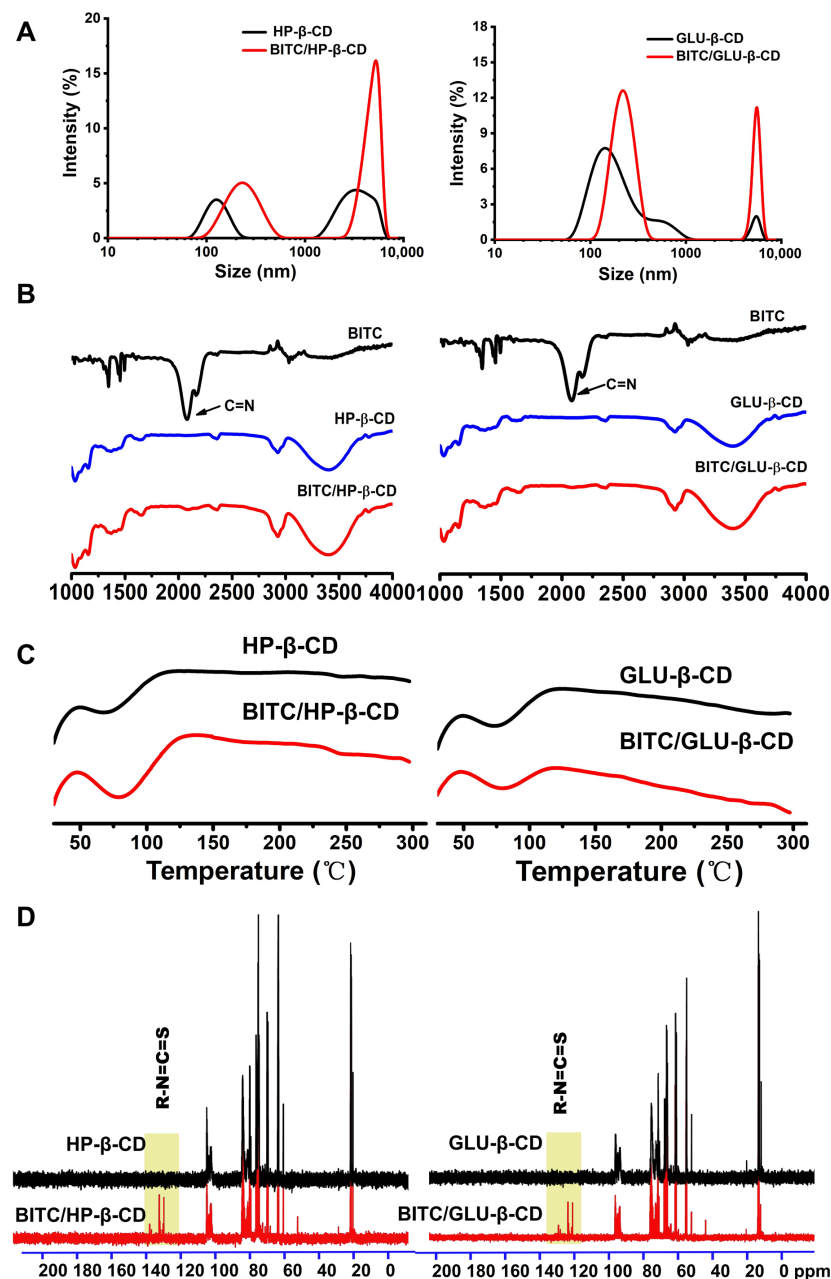 A
HP-β-CD
BITC/HP-β-CD
Intensity (%)
20
15
10
5
0
10
100
1000
10,000
Size (nm)
GLU-β-CD
BITC/GLU-β-CD
Intensity (%)
18
15
12
9
6
3
0
10
100
1000
10,000
Size (nm)
B
BITC
C=N
HP-β-CD
BITC/HP-β-CD
1000 1500 2000 2500 3000 3500 4000
BITC
C=N
GLU-β-CD
BITC/GLU-β-CD
1000 1500 2000 2500 3000 3500 4000
C
HP-β-CD
BITC/HP-β-CD
50 100 150 200 250 300
Temperature (℃)
GLU-β-CD
BITC/GLU-β-CD
50 100 150 200 250 300
Temperature (℃)
D
R-N=C=S
HP-β-CD
BITC/HP-β-CD
200 180 160 140 120 100 80 60 40 20 0
R-N=C=S
GLU-β-CD
BITC/GLU-β-CD
200 180 160 140 120 100 80 60 40 20 0 ppm